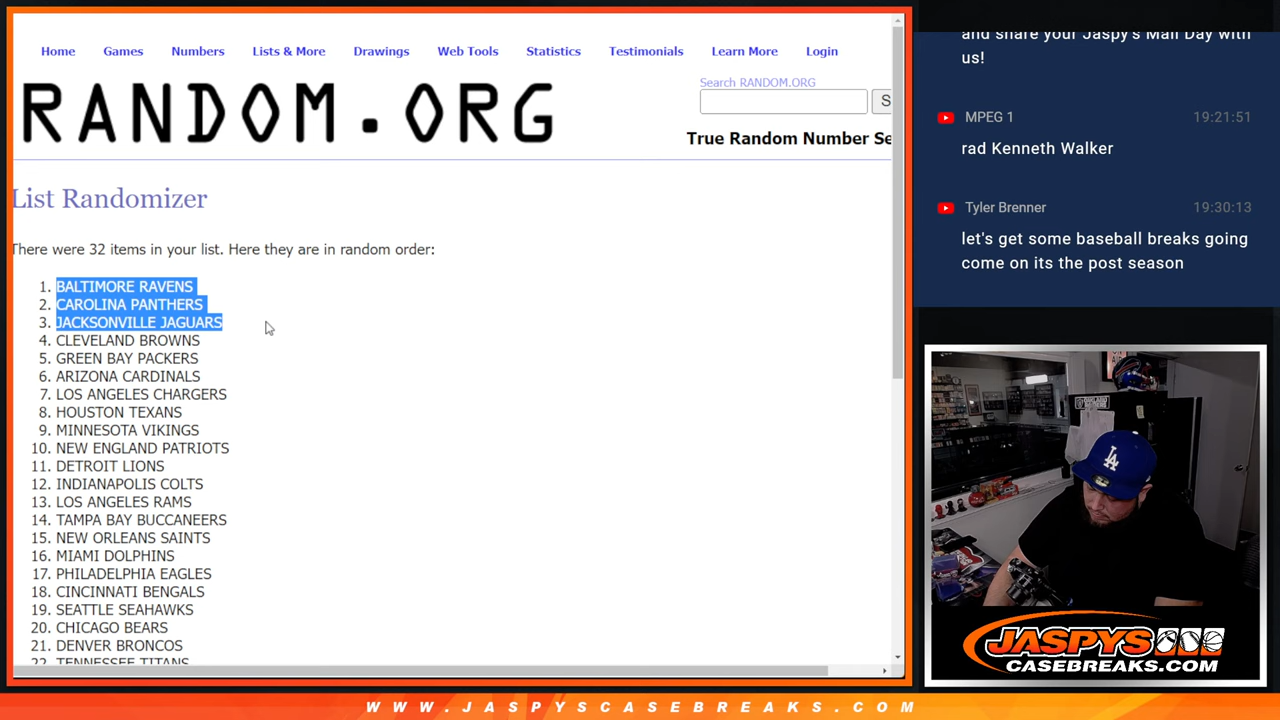 Home Games Numbers Lists & More Drawings Web Tools Statistics Testimonials Learn More Login
RANDOM.ORG
Search RANDOM.ORG
S
True Random Number Se
List Randomizer
There were 32 items in your list. Here they are in random order:
1. BALTIMORE RAVENS
2. CAROLINA PANTHERS
3. JACKSONVILLE JAGUARS
4. CLEVELAND BROWNS
5. GREEN BAY PACKERS
6. ARIZONA CARDINALS
7. LOS ANGELES CHARGERS
8. HOUSTON TEXANS
9. MINNESOTA VIKINGS
10. NEW ENGLAND PATRIOTS
11. DETROIT LIONS
12. INDIANAPOLIS COLTS
13. LOS ANGELES RAMS
14. TAMPA BAY BUCCANEERS
15. NEW ORLEANS SAINTS
16. MIAMI DOLPHINS
17. PHILADELPHIA EAGLES
18. CINCINNATI BENGALS
19. SEATTLE SEAHAWKS
20. CHICAGO BEARS
21. DENVER BRONCOS
22. TENNESSEE TITANS
and share your Jaspy's Mail Day with
us!
MPEG 1 19:21:51
rad Kenneth Walker
Tyler Brenner 19:30:13
let's get some baseball breaks going
come on its the post season
LA
JASPYS
CASEBREAKS.COM
WWW.JASPYSCASEBREAKS.COM